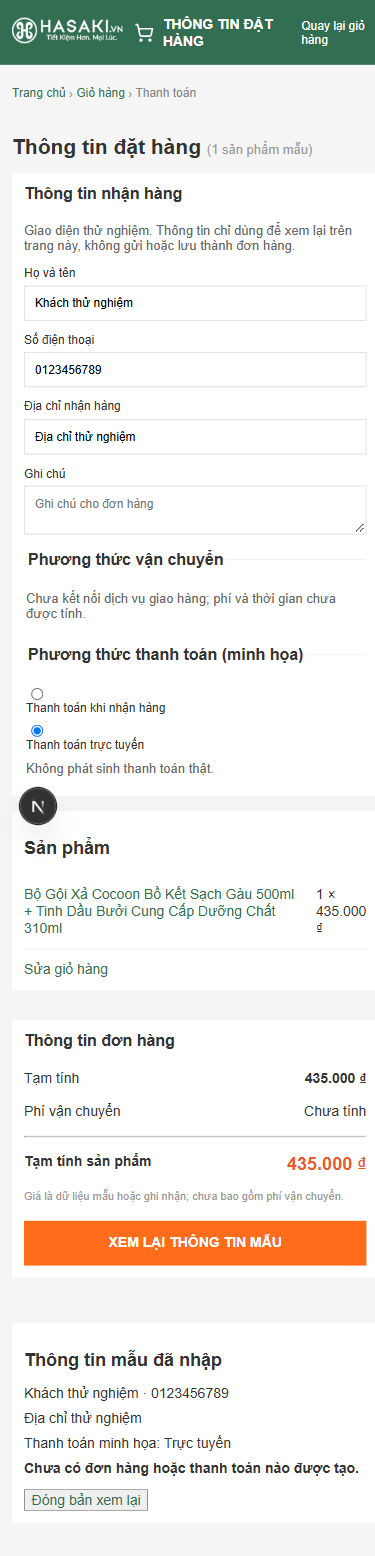 HASAKI.VN
Tiết Kiệm Hơn. Mọi Lúc.
THÔNG TIN ĐẶT
HÀNG
Quay lại giỏ
hàng
Trang chủ › Giỏ hàng › Thanh toán
Thông tin đặt hàng (1 sản phẩm mẫu)
Thông tin nhận hàng
Giao diện thử nghiệm. Thông tin chỉ dùng để xem lại trên
trang này, không gửi hoặc lưu thành đơn hàng.
Họ và tên
Khách thử nghiệm
Số điện thoại
0123456789
Địa chỉ nhận hàng
Địa chỉ thử nghiệm
Ghi chú
Ghi chú cho đơn hàng
Phương thức vận chuyển
Chưa kết nối dịch vụ giao hàng; phí và thời gian chưa
được tính.
Phương thức thanh toán (minh họa)
Thanh toán khi nhận hàng
Thanh toán trực tuyến
Không phát sinh thanh toán thật.
N
Sản phẩm
Bộ Gội Xả Cocoon Bồ Kết Sạch Gàu 500ml
+ Tinh Dầu Bưởi Cung Cấp Dưỡng Chất
310ml
1 ×
435.000
₫
Sửa giỏ hàng
Thông tin đơn hàng
Tạm tính 435.000 ₫
Phí vận chuyển Chưa tính
Tạm tính sản phẩm 435.000 ₫
Giá là dữ liệu mẫu hoặc ghi nhận; chưa bao gồm phí vận chuyển.
XEM LẠI THÔNG TIN MẪU
Thông tin mẫu đã nhập
Khách thử nghiệm · 0123456789
Địa chỉ thử nghiệm
Thanh toán minh họa: Trực tuyến
Chưa có đơn hàng hoặc thanh toán nào được tạo.
Đóng bản xem lại